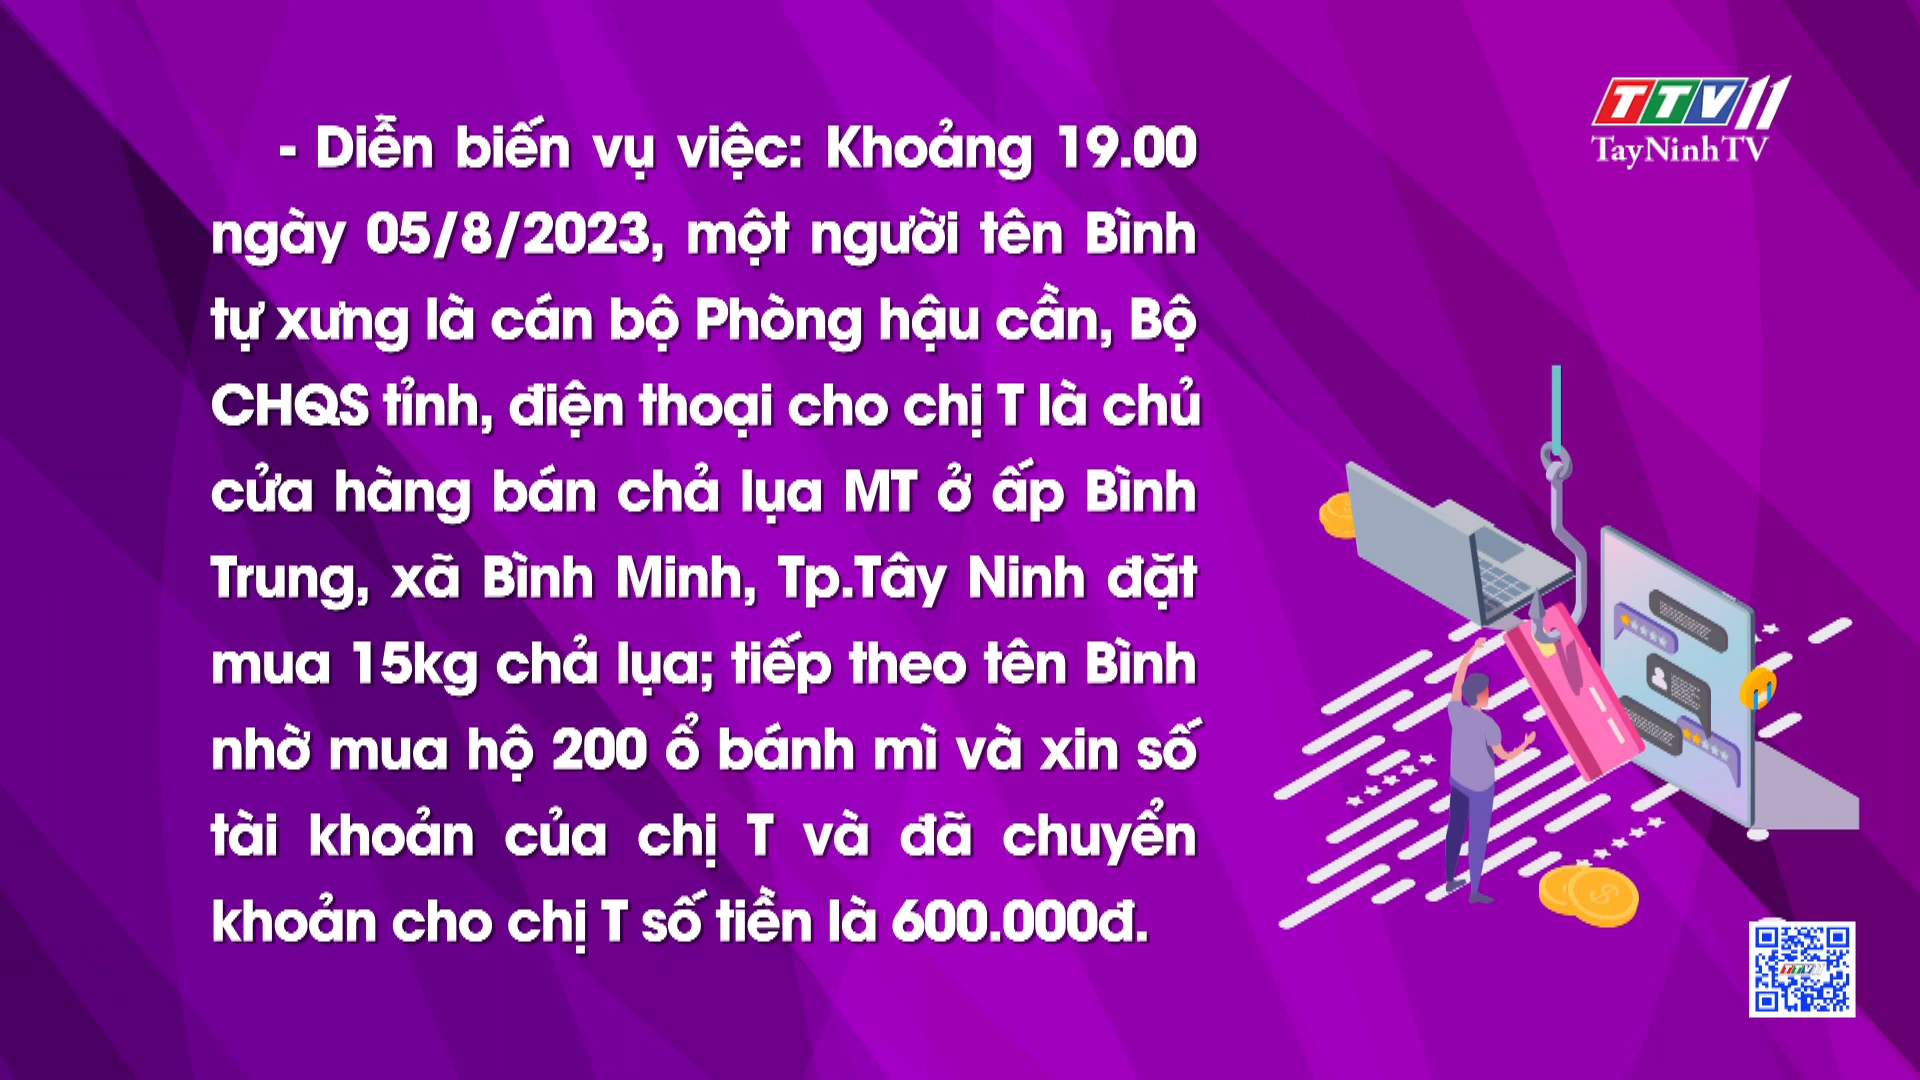 TTV11
TayNinhTV
- Diễn biến vụ việc: Khoảng 19.00
ngày 05/8/2023, một người tên Bình
tự xưng là cán bộ Phòng hậu cần, Bộ
CHQS tỉnh, điện thoại cho chị T là chủ
cửa hàng bán chả lụa MT ở ấp Bình
Trung, xã Bình Minh, Tp.Tây Ninh đặt
mua 15kg chả lụa; tiếp theo tên Bình
nhờ mua hộ 200 ổ bánh mì và xin số
tài khoản của chị T và đã chuyển
khoản cho chị T số tiền là 600.000đ.
TTV11